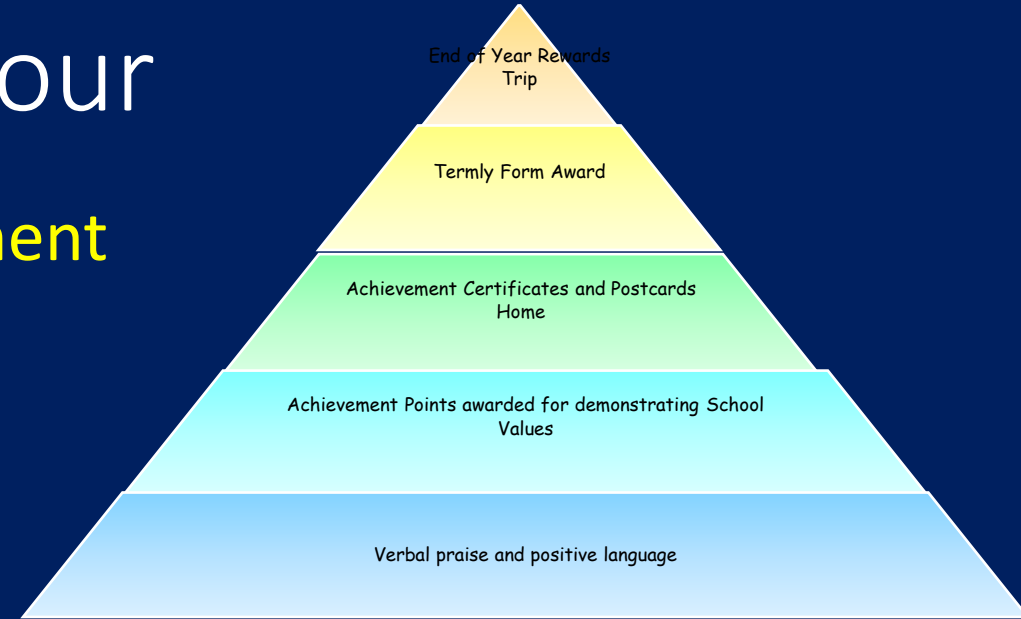 our
ment
End of Year Rewards
Trip
Termly Form Award
Achievement Certificates and Postcards
Home
Achievement Points awarded for demonstrating School
Values
Verbal praise and positive language